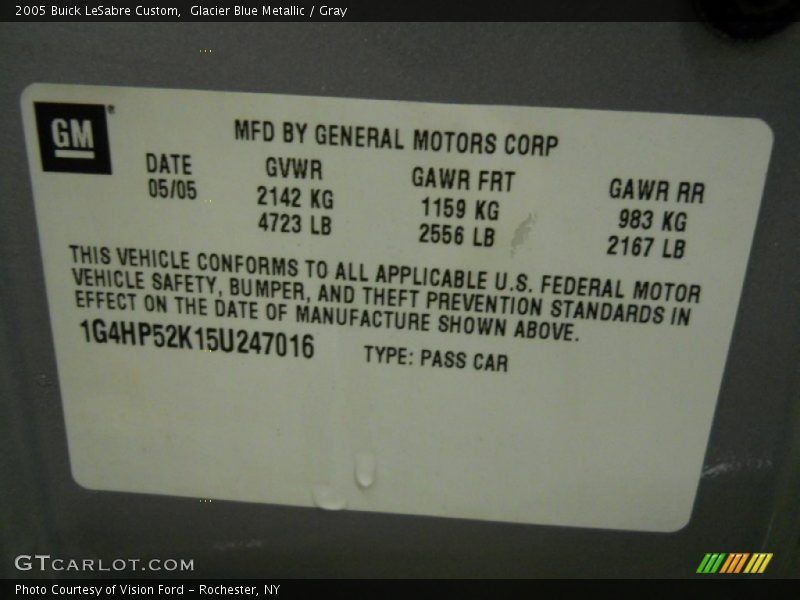 2005 Buick LeSabre Custom,  Glacier Blue Metallic / Gray
GM®
MFD BY GENERAL MOTORS CORP
DATE GVWR GAWR FRT GAWR RR
05/05 2142 KG 1159 KG 983 KG
4723 LB 2556 LB 2167 LB
THIS VEHICLE CONFORMS TO ALL APPLICABLE U.S. FEDERAL MOTOR
VEHICLE SAFETY, BUMPER, AND THEFT PREVENTION STANDARDS IN
EFFECT ON THE DATE OF MANUFACTURE SHOWN ABOVE.
1G4HP52K15U247016 TYPE: PASS CAR
GTCARLOT.COM
Photo Courtesy of Vision Ford – Rochester, NY